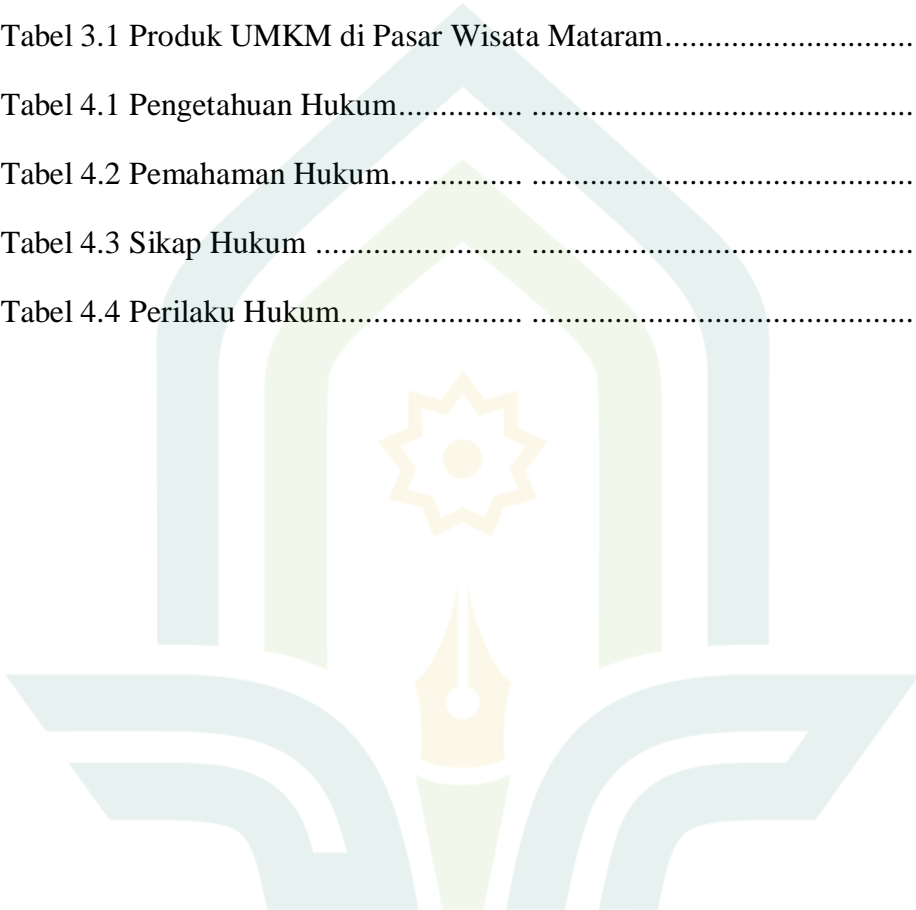 Tabel 3.1 Produk UMKM di Pasar Wisata Mataram..............................
Tabel 4.1 Pengetahuan Hukum............... ..............................................
Tabel 4.2 Pemahaman Hukum................ ..............................................
Tabel 4.3 Sikap Hukum ......................... ..............................................
Tabel 4.4 Perilaku Hukum...................... ..............................................